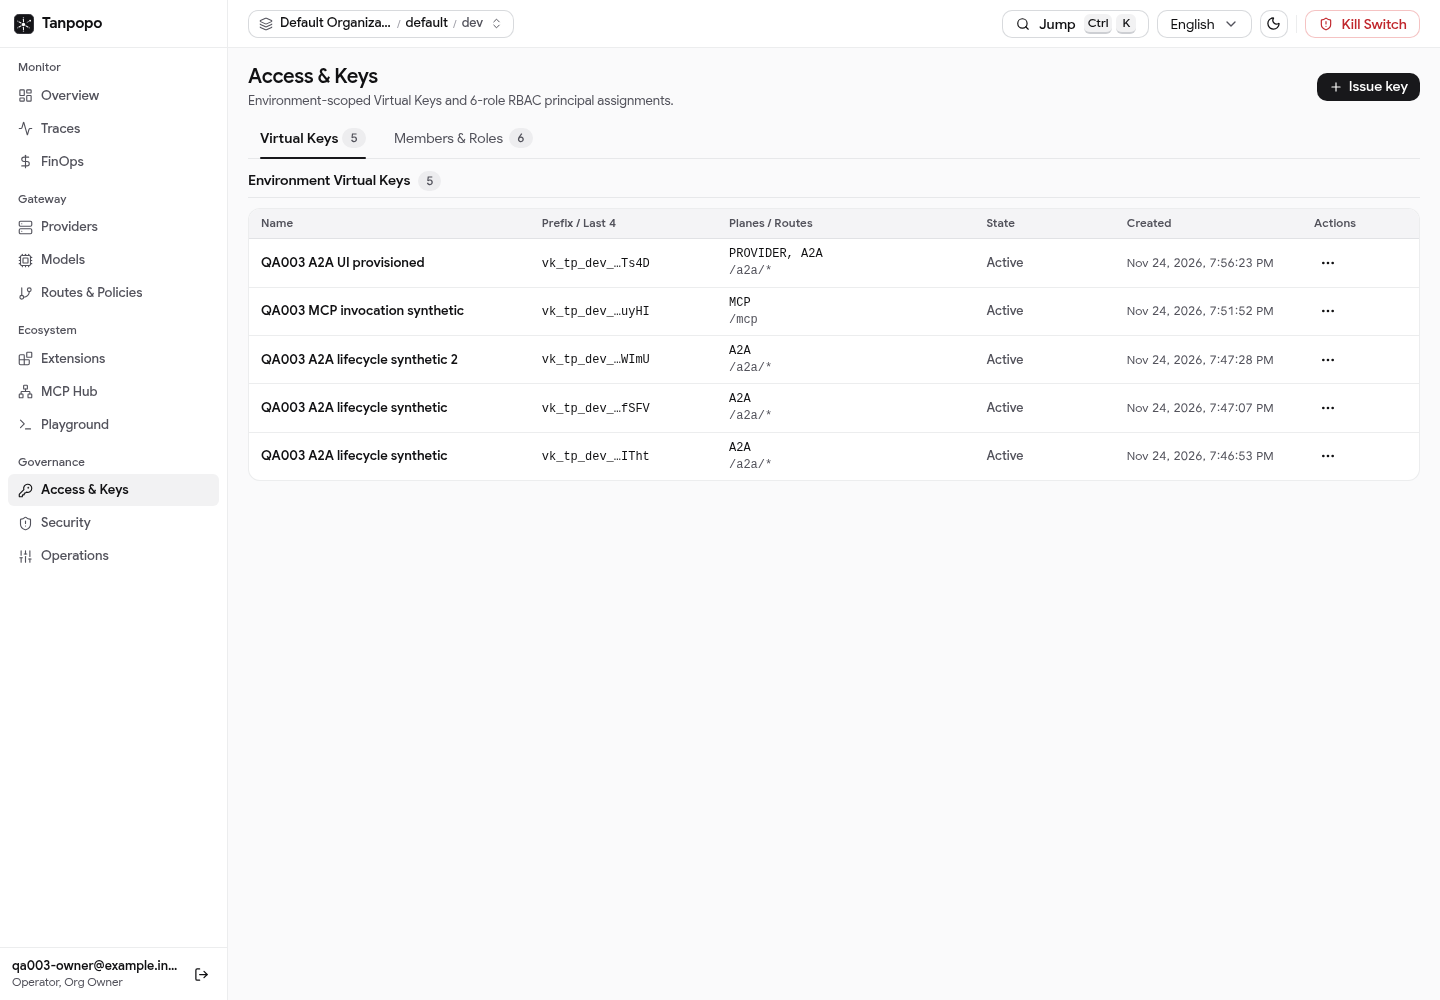 Tanpopo
Default Organiza... / default / dev
Jump Ctrl K
English
Kill Switch
Monitor
Overview
Traces
FinOps
Gateway
Providers
Models
Routes & Policies
Ecosystem
Extensions
MCP Hub
Playground
Governance
Access & Keys
Security
Operations
qa003-owner@example.in...
Operator, Org Owner
Access & Keys
Environment-scoped Virtual Keys and 6-role RBAC principal assignments.
Issue key
Virtual Keys 5
Members & Roles 6
Environment Virtual Keys 5
Name Prefix / Last 4 Planes / Routes State Created Actions
QA003 A2A UI provisioned vk_tp_dev_…Ts4D PROVIDER, A2A Active Nov 24, 2026, 7:56:23 PM
/a2a/*
QA003 MCP invocation synthetic vk_tp_dev_…uyHI MCP Active Nov 24, 2026, 7:51:52 PM
/mcp
QA003 A2A lifecycle synthetic 2 vk_tp_dev_…WImU A2A Active Nov 24, 2026, 7:47:28 PM
/a2a/*
QA003 A2A lifecycle synthetic vk_tp_dev_…fSFV A2A Active Nov 24, 2026, 7:47:07 PM
/a2a/*
QA003 A2A lifecycle synthetic vk_tp_dev_…ITht A2A Active Nov 24, 2026, 7:46:53 PM
/a2a/*